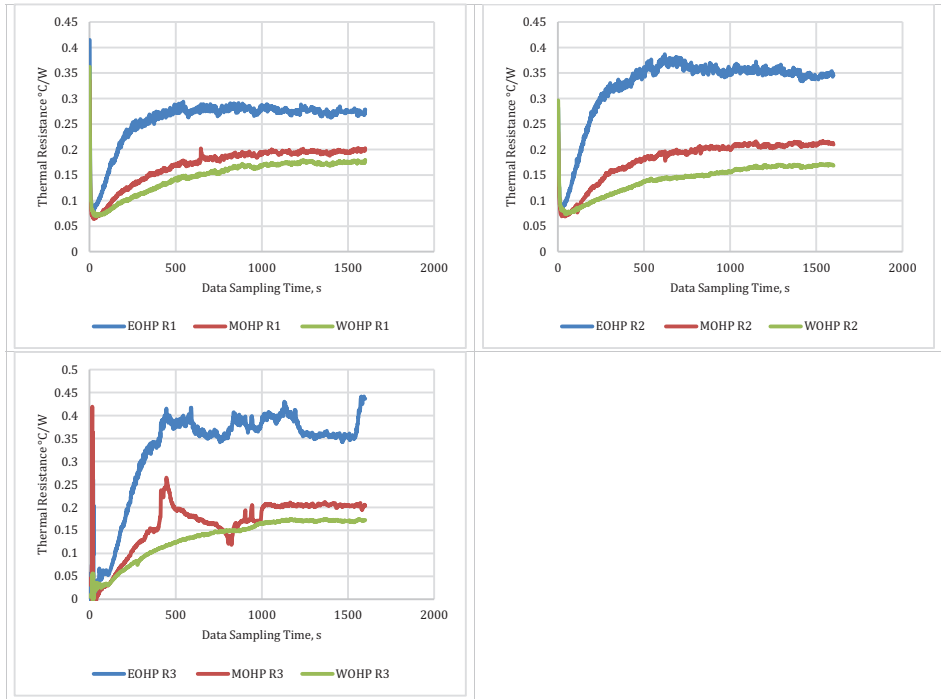 0.45
0.4
0.35
0.3
0.25
0.2
0.15
0.1
0.05
0
Thermal Resistance °C/W
0 500 1000 1500 2000
Data Sampling Time, s
EOHP R1 MOHP R1 WOHP R1
0.45
0.4
0.35
0.3
0.25
0.2
0.15
0.1
0.05
0
Thermal Resistance °C/W
0 500 1000 1500 2000
Data Sampling Time, s
EOHP R2 MOHP R2 WOHP R2
0.5
0.45
0.4
0.35
0.3
0.25
0.2
0.15
0.1
0.05
0
Thermal Resistance °C/W
0 500 1000 1500 2000
Data Sampling Time, s
EOHP R3 MOHP R3 WOHP R3